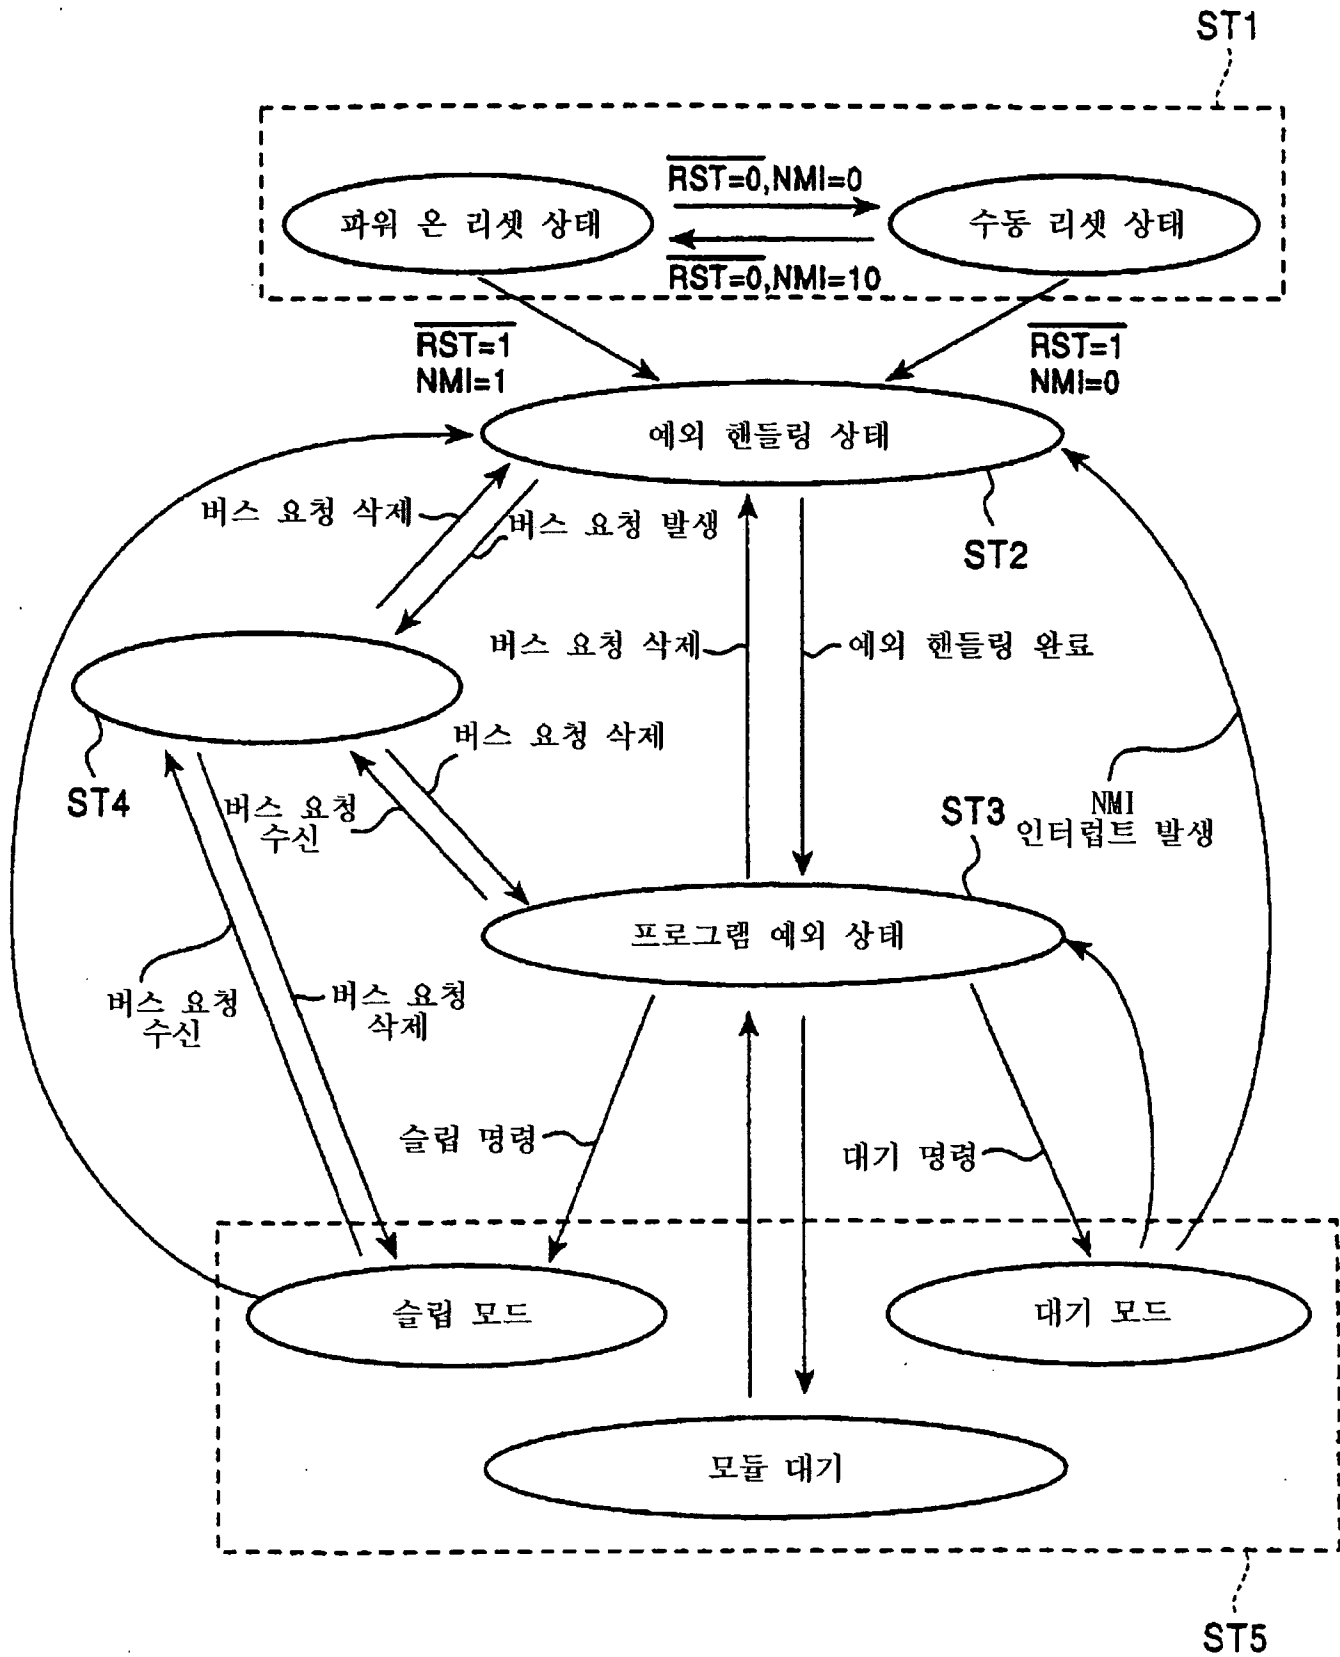 ST1
RST=0,NMI=0
파워 온 리셋 상태
수동 리셋 상태
RST=0,NMI=10
RST=1
NMI=1
RST=1
NMI=0
예외 핸들링 상태
버스 요청 삭제
버스 요청 발생
ST2
버스 요청 삭제
예외 핸들링 완료
버스 요청 삭제
ST4
버스 요청
수신
ST3
NMI
인터럽트 발생
프로그램 예외 상태
버스 요청
수신
버스 요청
삭제
슬립 명령
대기 명령
슬립 모드
대기 모드
모듈 대기
ST5